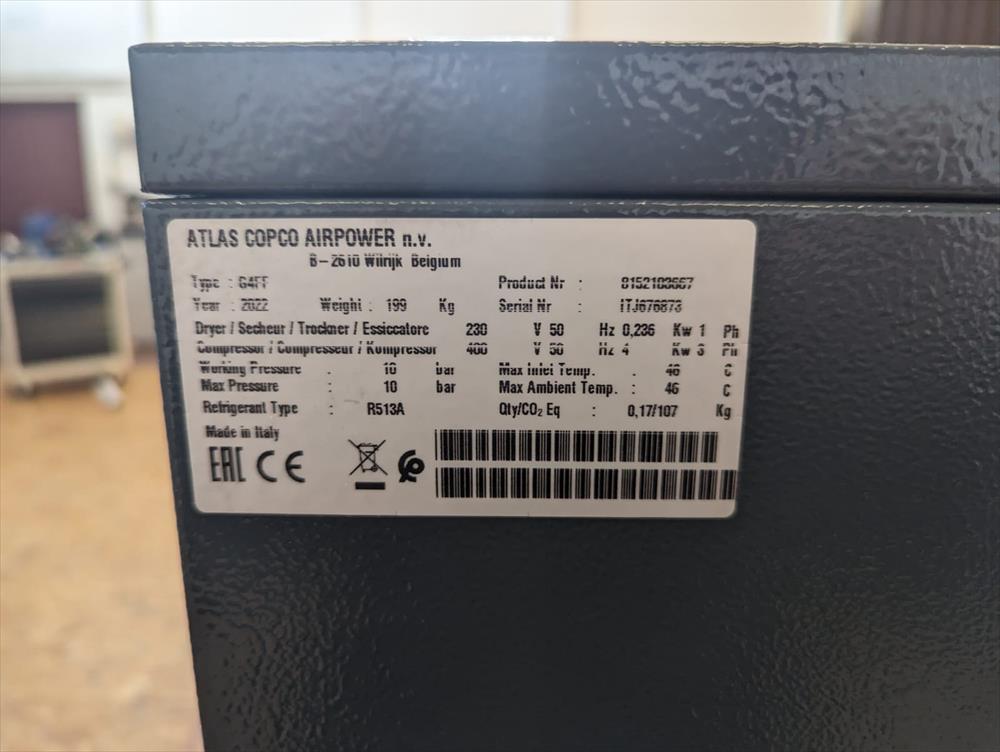 ATLAS COPCO AIRPOWER n.v.
B-2610 Wilrijk Belgium
Type : G4FF Product Nr :
Year : 2022 Weight : 199 Kg Serial Nr : ITJ676873
Dryer / Secheur / Trockner / Essiccatore 230 V 50 Hz 0,236 Kw 1 Ph
Compressor / Compresseur / Kompressor 400 V 50 Hz 4 Kw 3 Ph
Working Pressure : 10 bar Max Inlet Temp. : 46 C
Max Pressure : 10 bar Max Ambient Temp. : 46 C
Refrigerant Type : R513A Qty/CO₂ Eq : 0,17/107 Kg
Made in Italy
EAC CE